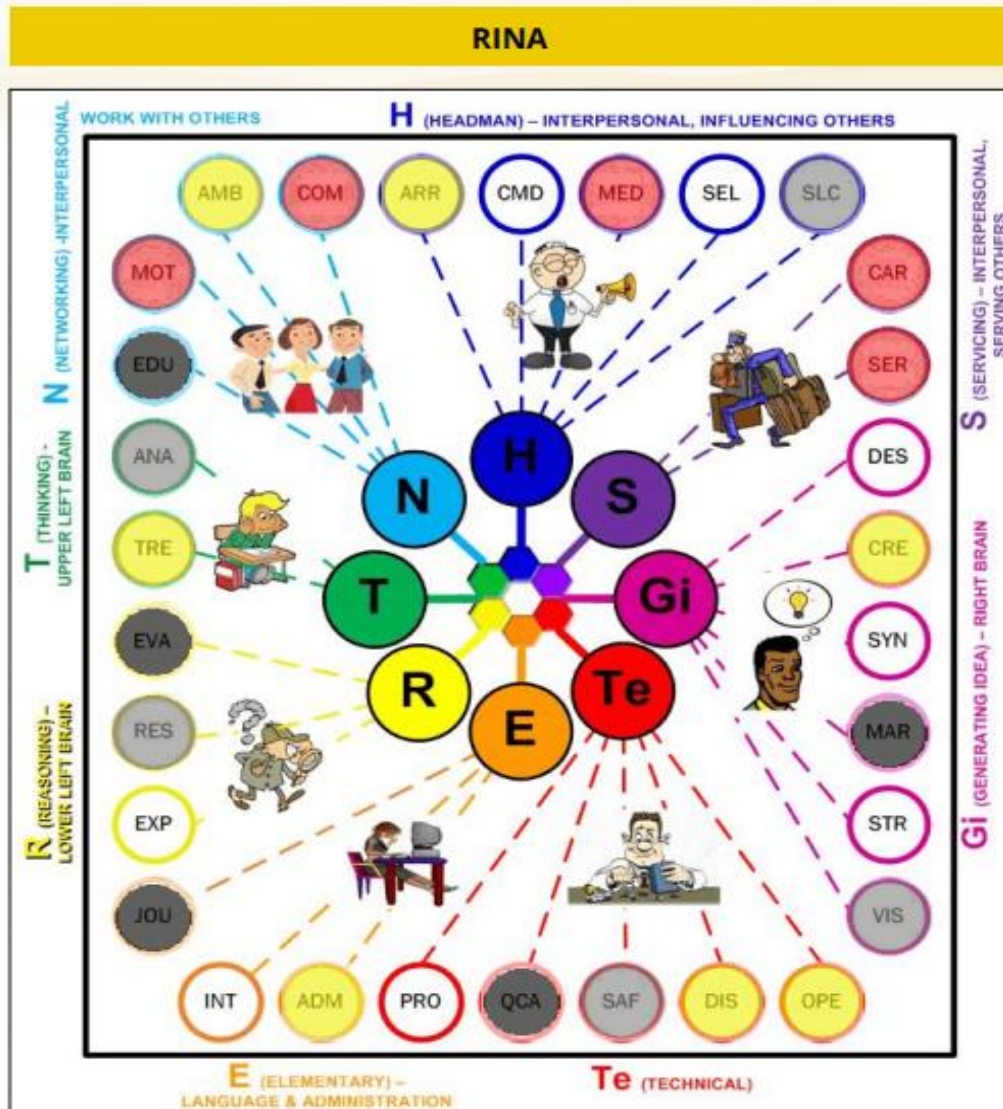 RINA
WORK WITH OTHERS
H (HEADMAN) – INTERPERSONAL, INFLUENCING OTHERS
N (NETWORKING) -INTERPERSONAL
T (THINKING) -
UPPER LEFT BRAIN
R (REASONING) –
LOWER LEFT BRAIN
S (SERVICING) – INTERPERSONAL,
SERVING OTHERS
Gi (GENERATING IDEA) – RIGHT BRAIN
AMB
COM
ARR
CMD
MED
SEL
SLC
MOT
CAR
EDU
SER
ANA
DES
TRE
CRE
EVA
SYN
RES
MAR
EXP
STR
JOU
VIS
H
N
S
T
Gi
R
Te
E
INT
ADM
PRO
QCA
SAF
DIS
OPE
E (ELEMENTARY) –
LANGUAGE & ADMINISTRATION
Te (TECHNICAL)